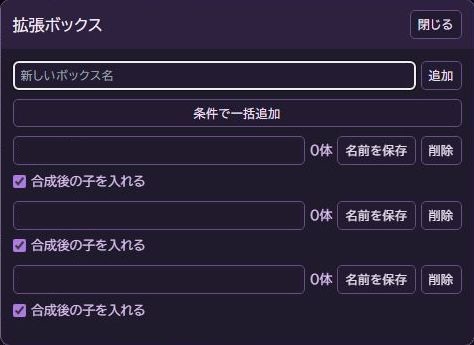 拡張ボックス 閉じる
新しいボックス名 追加
条件で一括追加
0体 名前を保存 削除
合成後の子を入れる
0体 名前を保存 削除
合成後の子を入れる
0体 名前を保存 削除
合成後の子を入れる